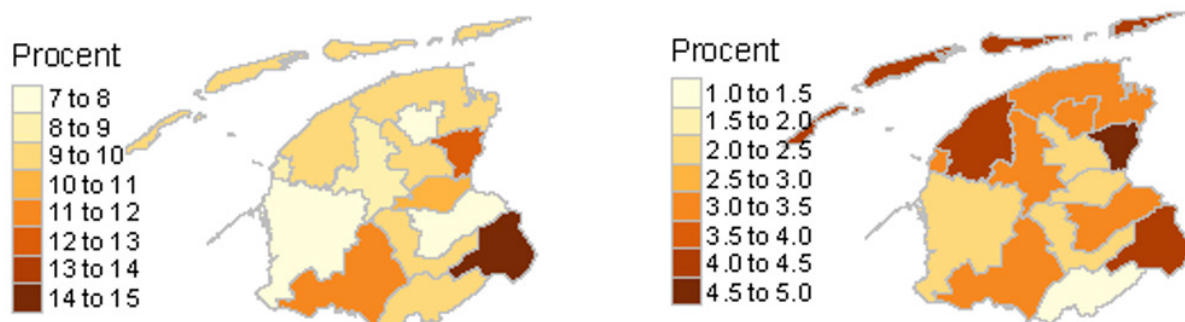 Procent
7 to 8
8 to 9
9 to 10
10 to 11
11 to 12
12 to 13
13 to 14
14 to 15
Procent
1.0 to 1.5
1.5 to 2.0
2.0 to 2.5
2.5 to 3.0
3.0 to 3.5
3.5 to 4.0
4.0 to 4.5
4.5 to 5.0